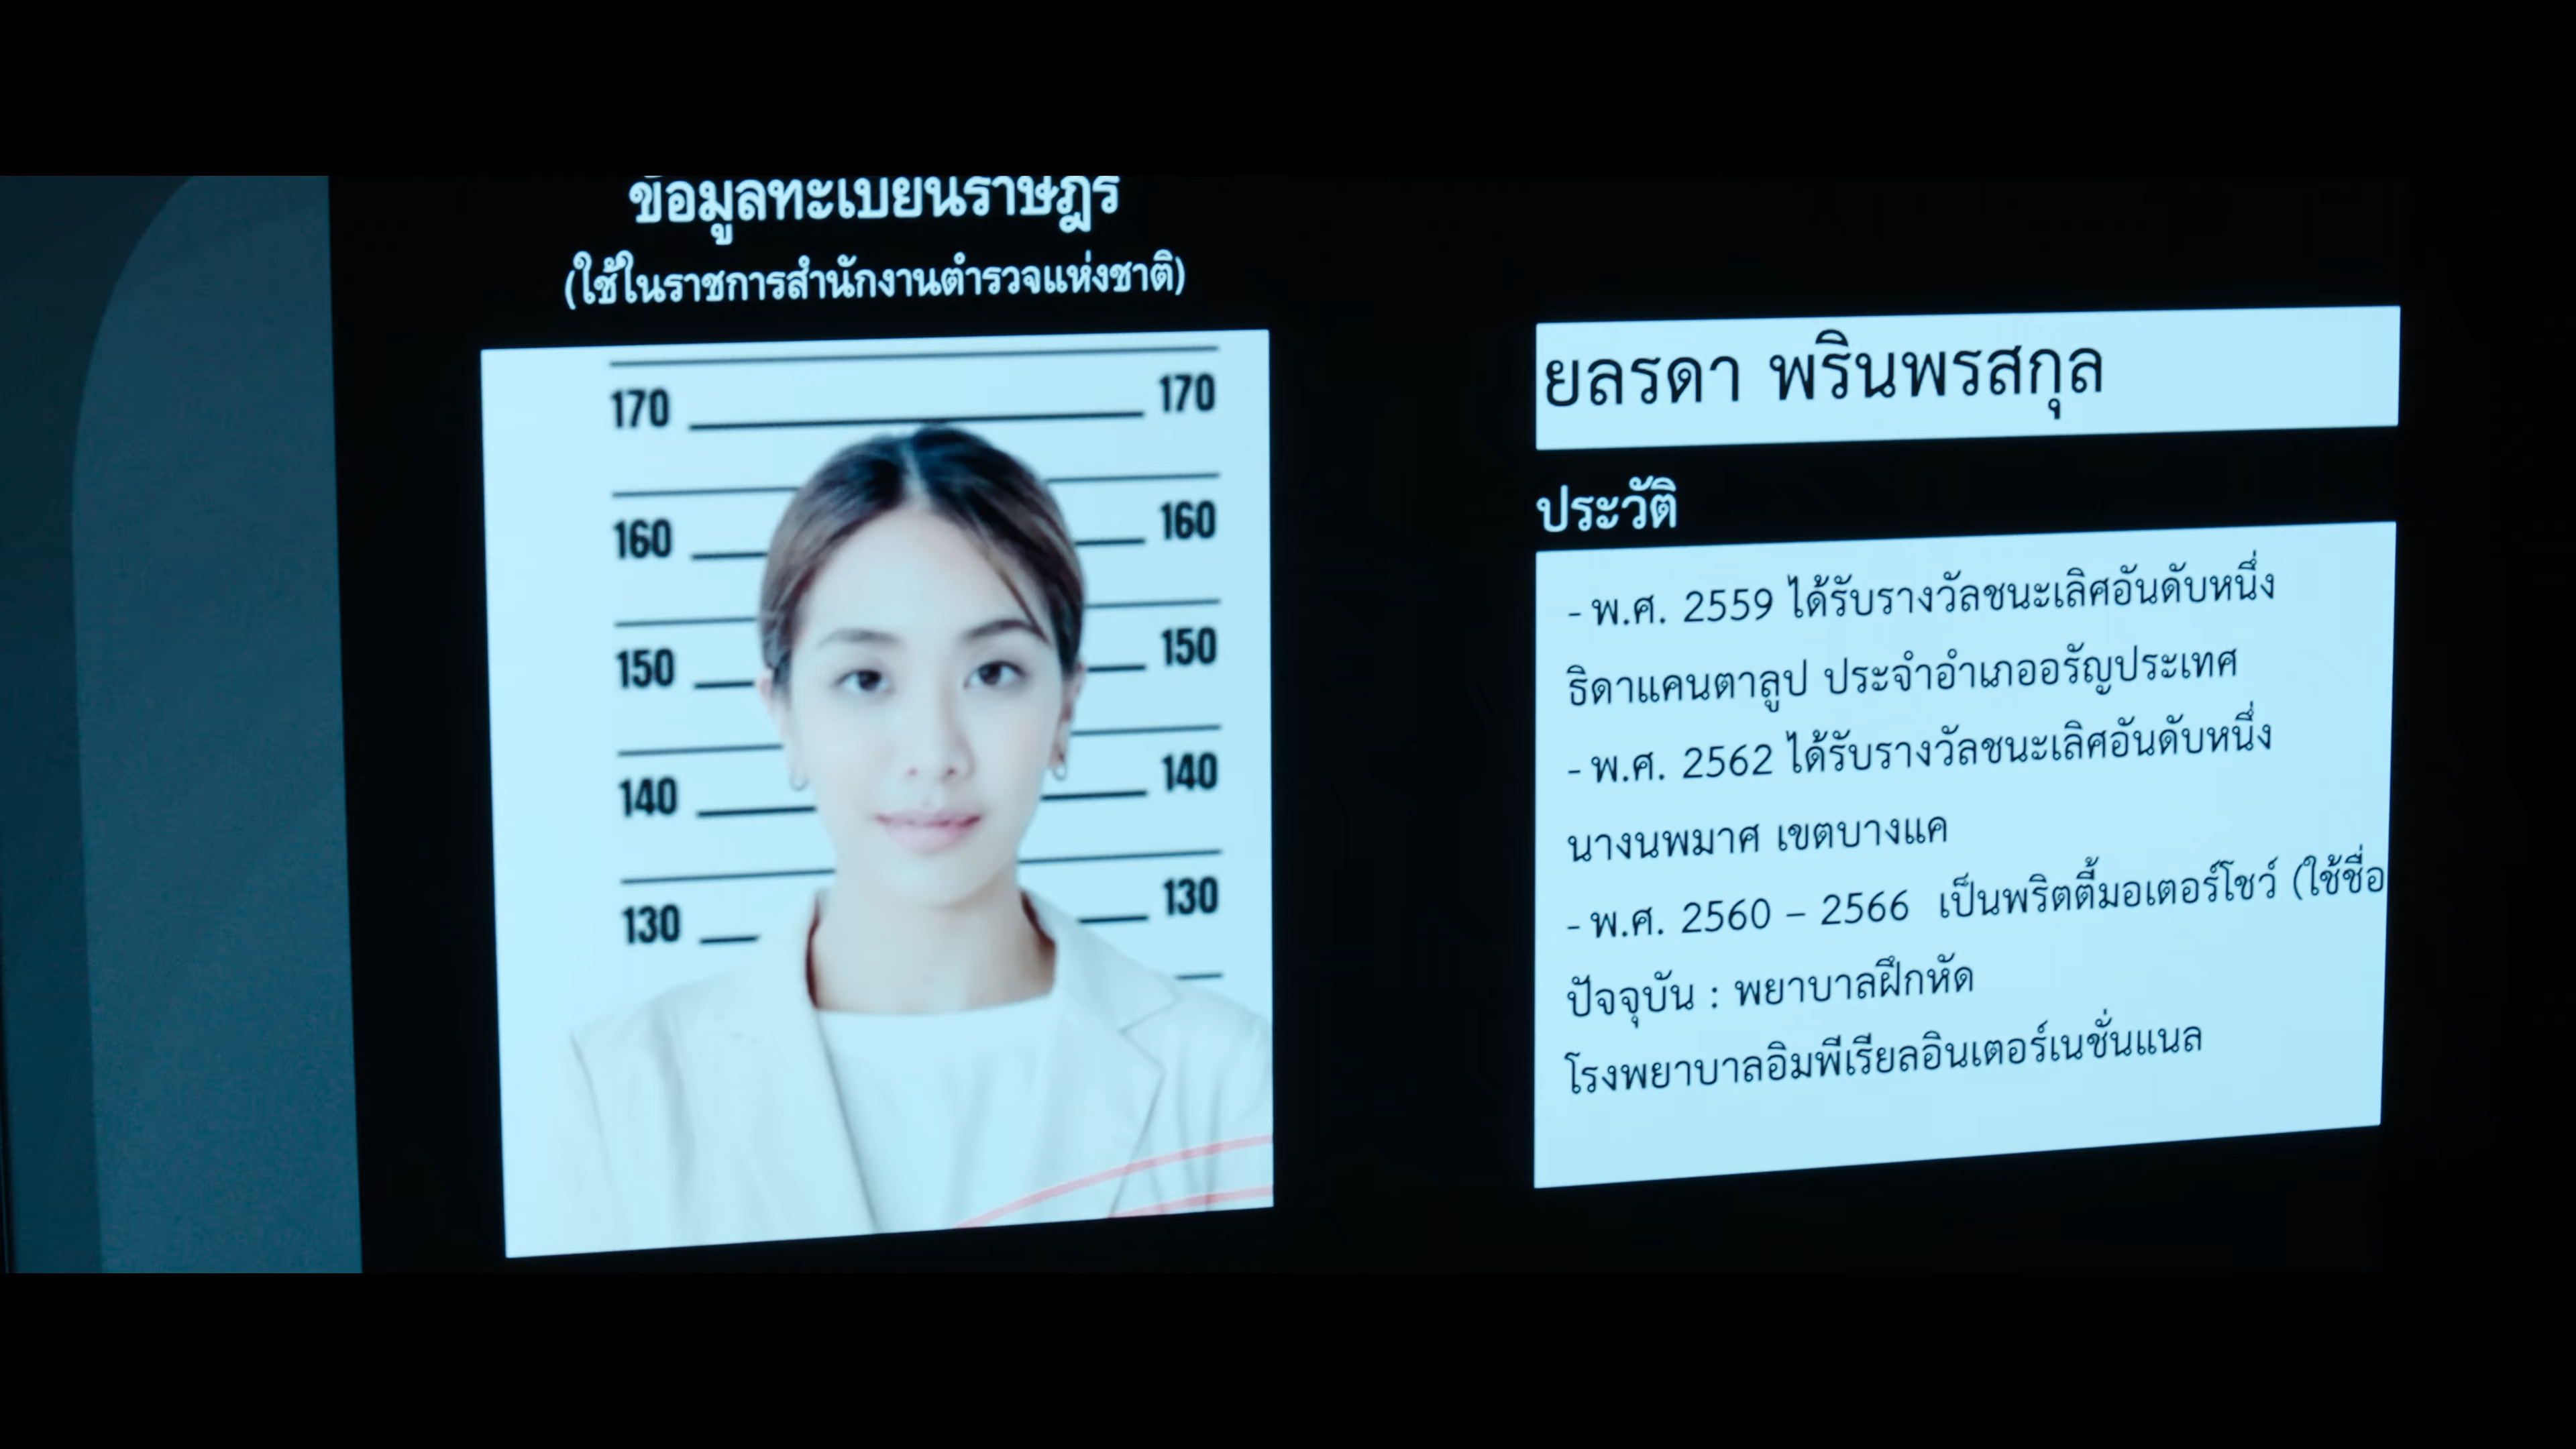 ข้อมูลทะเบียนราษฎร
(ใช้ในราชการสำนักงานตำรวจแห่งชาติ)
170 170
160 160
150 150
140 140
130 130
ยลรดา พรินพรสกุล
ประวัติ
- พ.ศ. 2559 ได้รับรางวัลชนะเลิศอันดับหนึ่ง
ธิดาแคนตาลูป ประจำอำเภออรัญประเทศ
- พ.ศ. 2562 ได้รับรางวัลชนะเลิศอันดับหนึ่ง
นางนพมาศ เขตบางแค
- พ.ศ. 2560 – 2566 เป็นพริตตี้มอเตอร์โชว์ (ใช้ชื่อ
ปัจจุบัน : พยาบาลฝึกหัด
โรงพยาบาลอิมพีเรียลอินเตอร์เนชั่นแนล